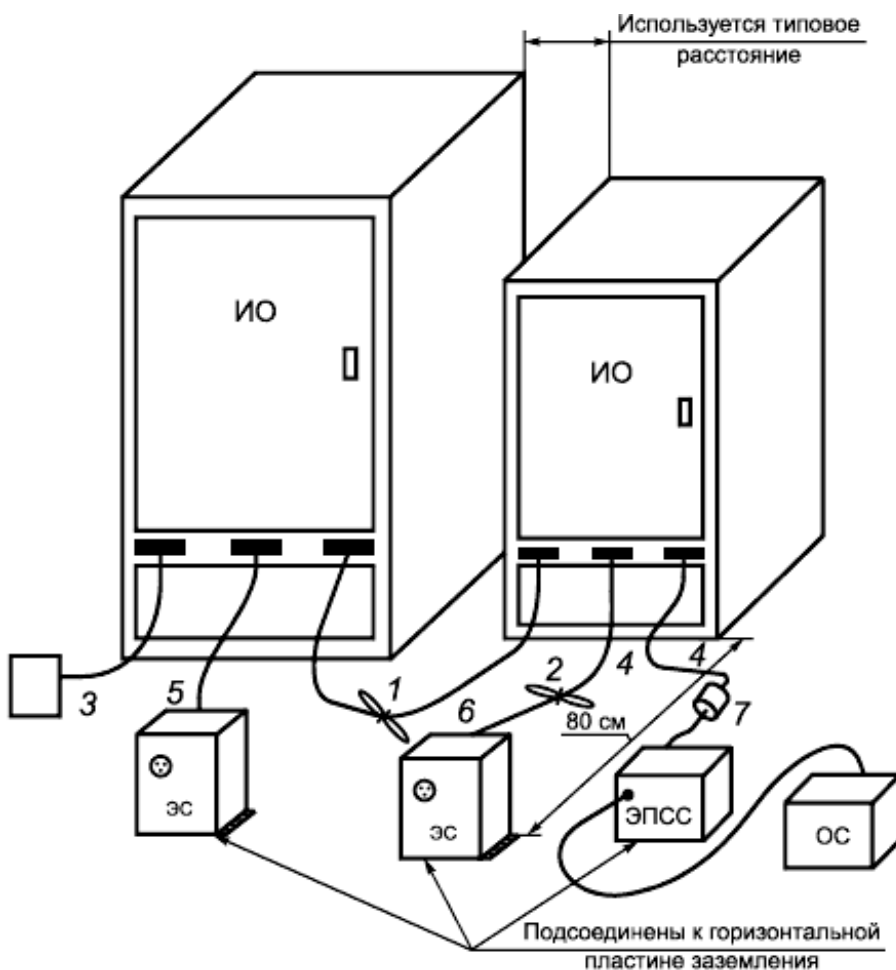 Используется типовое
расстояние
ИО
ИО
1
2
3
4
4
5
6
7
80 см
ЭС
ЭС
ЭПСС
ОС
Подсоединены к горизонтальной
пластине заземления